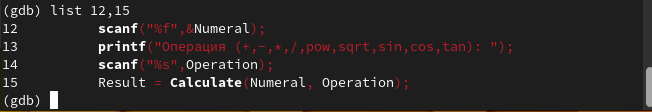 (gdb) list 12,15
12 scanf("%f",&Numeral);
13 printf("Операция (+,-,*,/,pow,sqrt,sin,cos,tan): ");
14 scanf("%s",Operation);
15 Result = Calculate(Numeral, Operation);
(gdb)